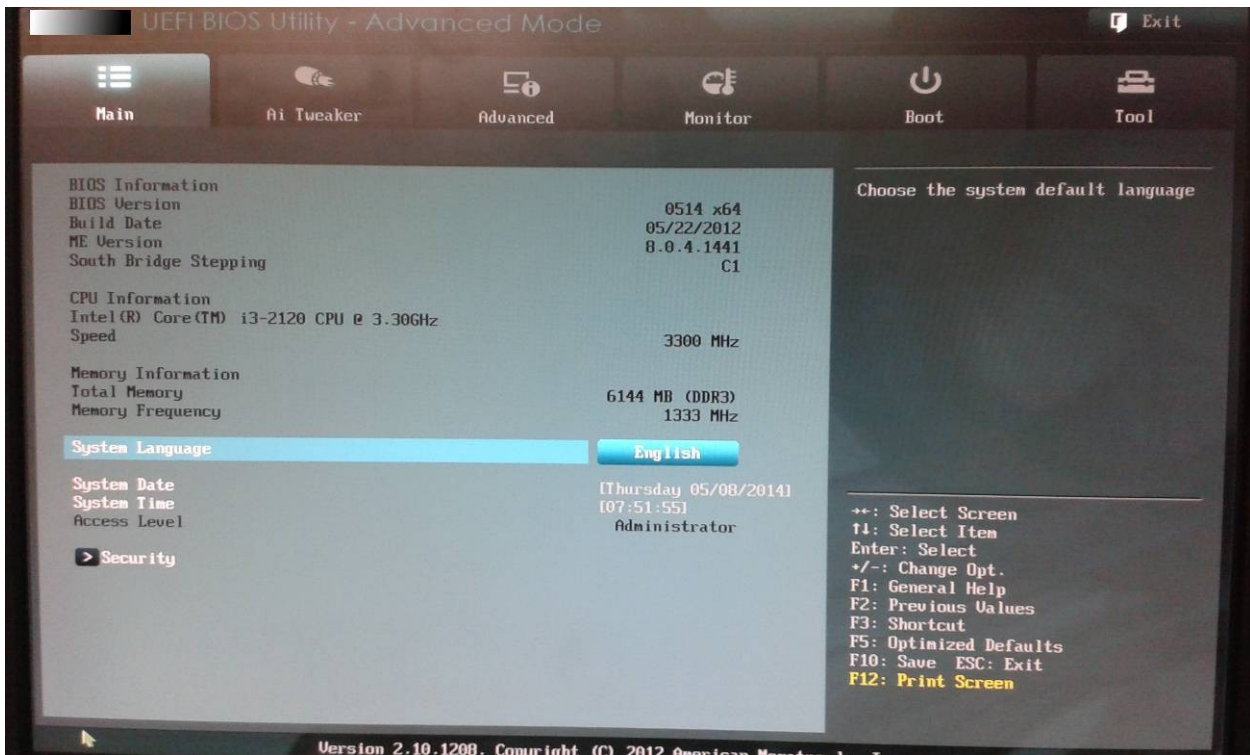 UEFI BIOS Utility - Advanced Mode
Exit
Main
Ai Tweaker
Advanced
Monitor
Boot
Tool
BIOS Information
BIOS Version 0514 x64
Build Date 05/22/2012
ME Version 8.0.4.1441
South Bridge Stepping C1
CPU Information
Intel(R) Core(TM) i3-2120 CPU @ 3.30GHz
Speed 3300 MHz
Memory Information
Total Memory 6144 MB (DDR3)
Memory Frequency 1333 MHz
System Language English
System Date [Thursday 05/08/2014]
System Time [07:51:55]
Access Level Administrator
> Security
Choose the system default language
→←: Select Screen
↑↓: Select Item
Enter: Select
+/-: Change Opt.
F1: General Help
F2: Previous Values
F3: Shortcut
F5: Optimized Defaults
F10: Save ESC: Exit
F12: Print Screen
Version 2.10.1208. Copyright (C) 2012 American